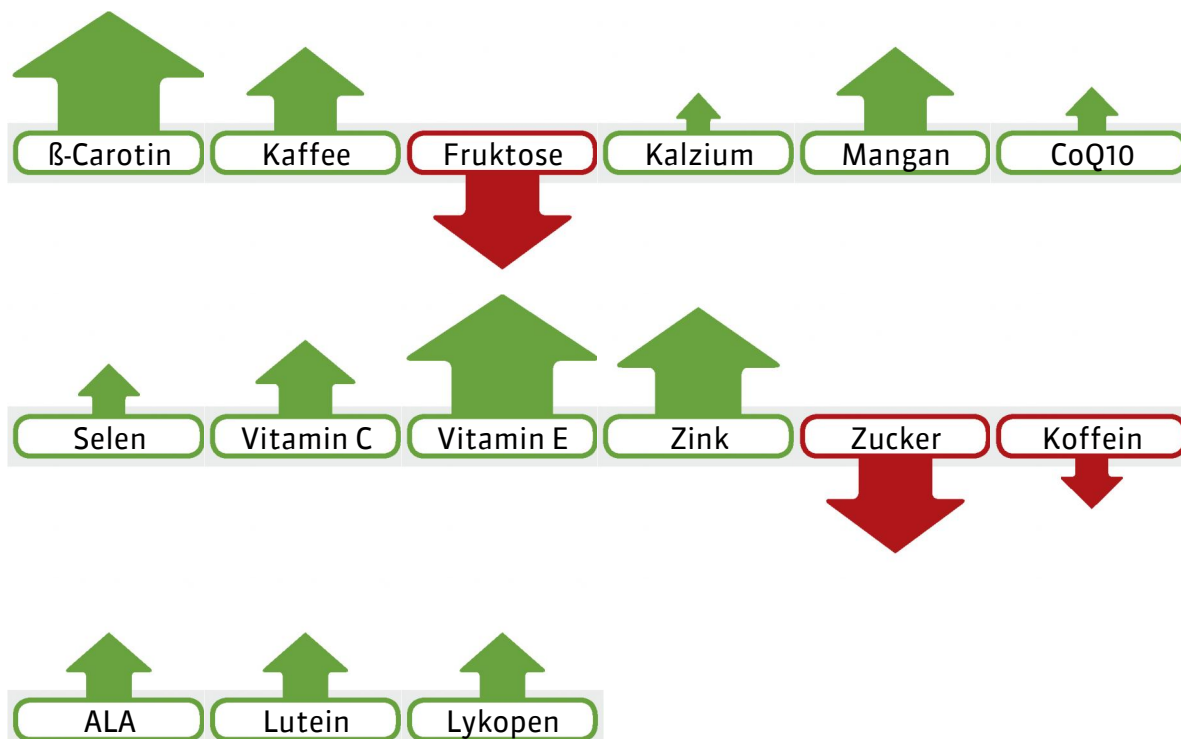 ß-Carotin Kaffee Fruktose Kalzium Mangan CoQ10
Selen Vitamin C Vitamin E Zink Zucker Koffein
ALA Lutein Lykopen